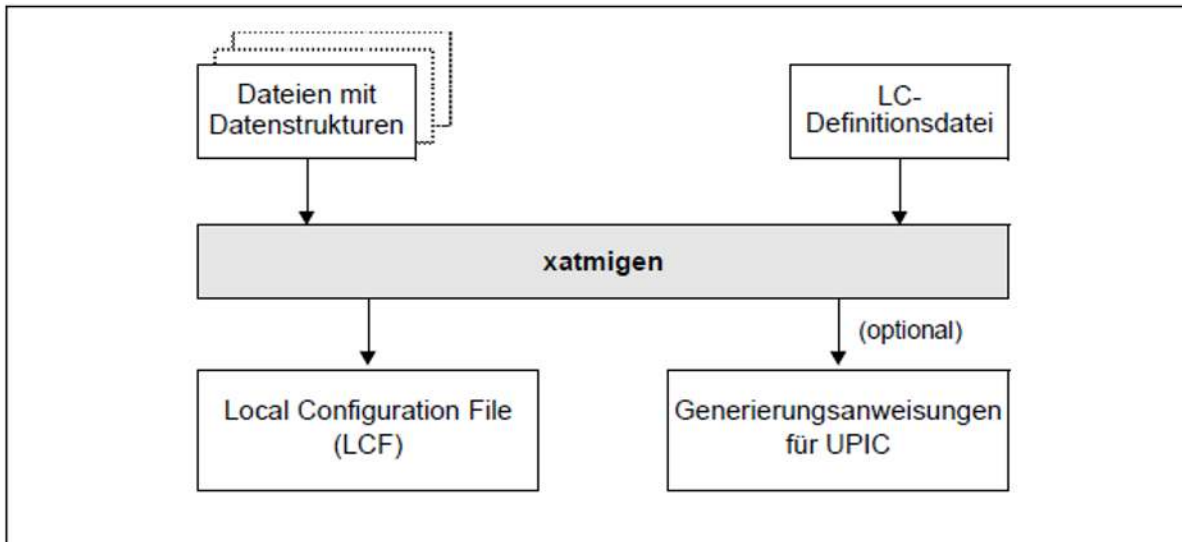 Dateien mit
Datenstrukturen
LC-
Definitionsdatei
xatmigen
(optional)
Local Configuration File
(LCF)
Generierungsanweisungen
für UPIC